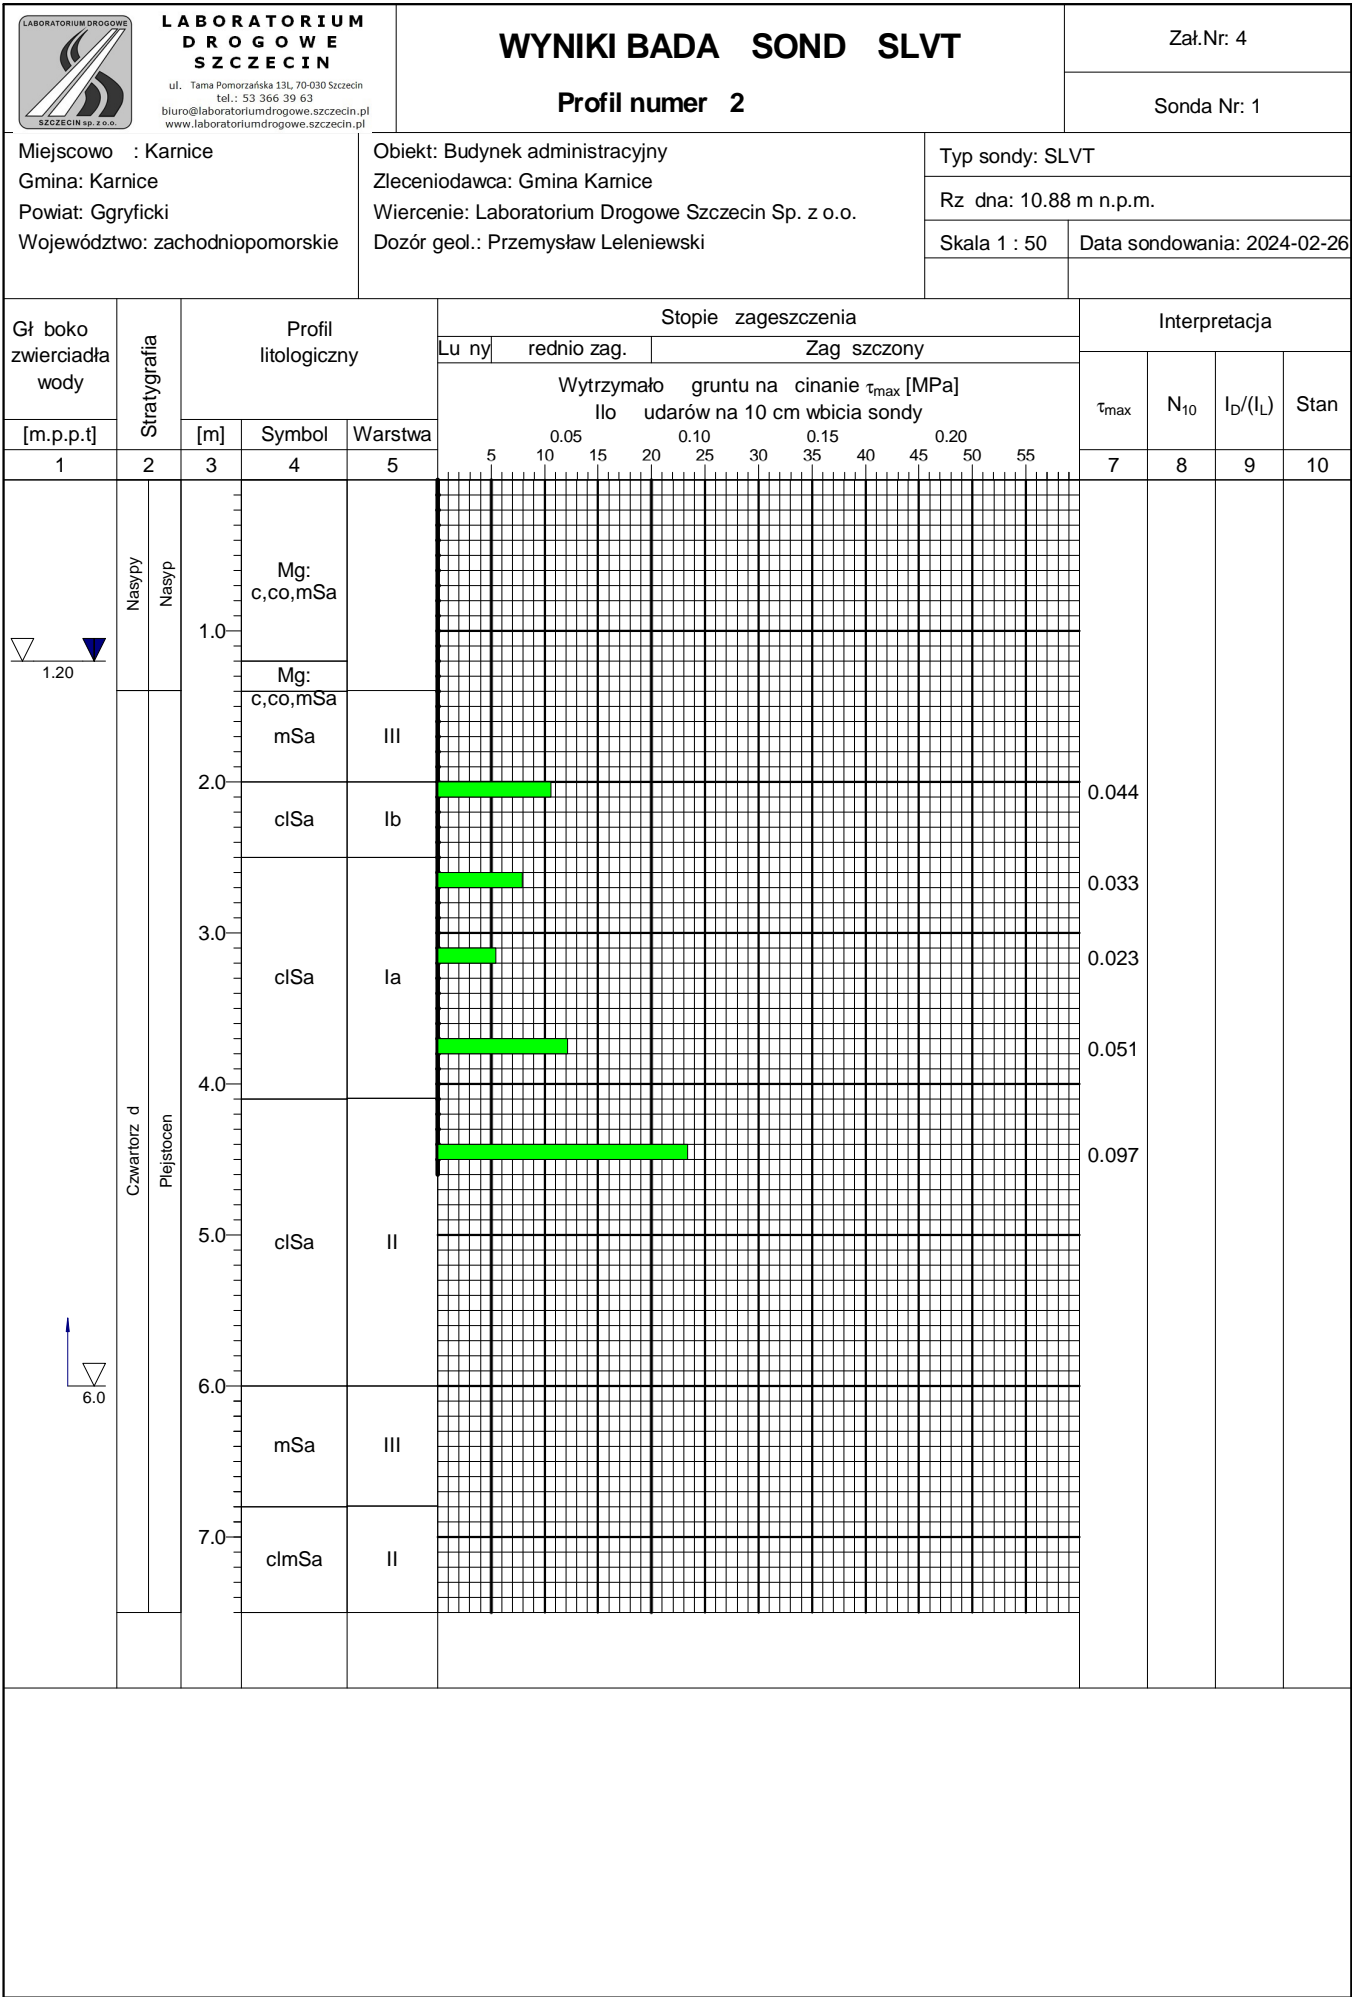 LABORATORIUM DROGOWE
SZCZECIN sp. z o.o.
LABORATORIUM
DROGOWE
SZCZECIN
ul. Tama Pomorzańska 13L, 70-030 Szczecin
tel.: 53 366 39 63
biuro@laboratoriumdrogowe.szczecin.pl
www.laboratoriumdrogowe.szczecin.pl
WYNIKI BADA SOND SLVT
Profil numer 2
Zał.Nr: 4
Sonda Nr: 1
Miejscowo : Karnice
Gmina: Karnice
Powiat: Ggryficki
Województwo: zachodniopomorskie
Obiekt: Budynek administracyjny
Zleceniodawca: Gmina Karnice
Wiercenie: Laboratorium Drogowe Szczecin Sp. z o.o.
Dozór geol.: Przemysław Leleniewski
Typ sondy: SLVT
Rz dna: 10.88 m n.p.m.
Skala 1 : 50
Data sondowania: 2024-02-26
Gł boko
zwierciadła
wody
[m.p.p.t]
Stratygrafia
Profil
litologiczny
[m] Symbol Warstwa
Stopie zageszczenia
Lu ny rednio zag. Zag szczony
Wytrzymało gruntu na cinanie τmax [MPa]
Ilo udarów na 10 cm wbicia sondy
0.05 0.10 0.15 0.20
5 10 15 20 25 30 35 40 45 50 55
Interpretacja
τmax N10 ID/(IL) Stan
1 2 3 4 5 7 8 9 10
Nasypy
Nasyp
Mg:
c,co,mSa
1.0
1.20
Mg:
c,co,mSa
mSa III
2.0
0.044
clSa Ib
0.033
3.0
0.023
clSa Ia
0.051
4.0
Czwartorz d
Plejstocen
0.097
5.0
clSa II
6.0
6.0
mSa III
7.0
clmSa II